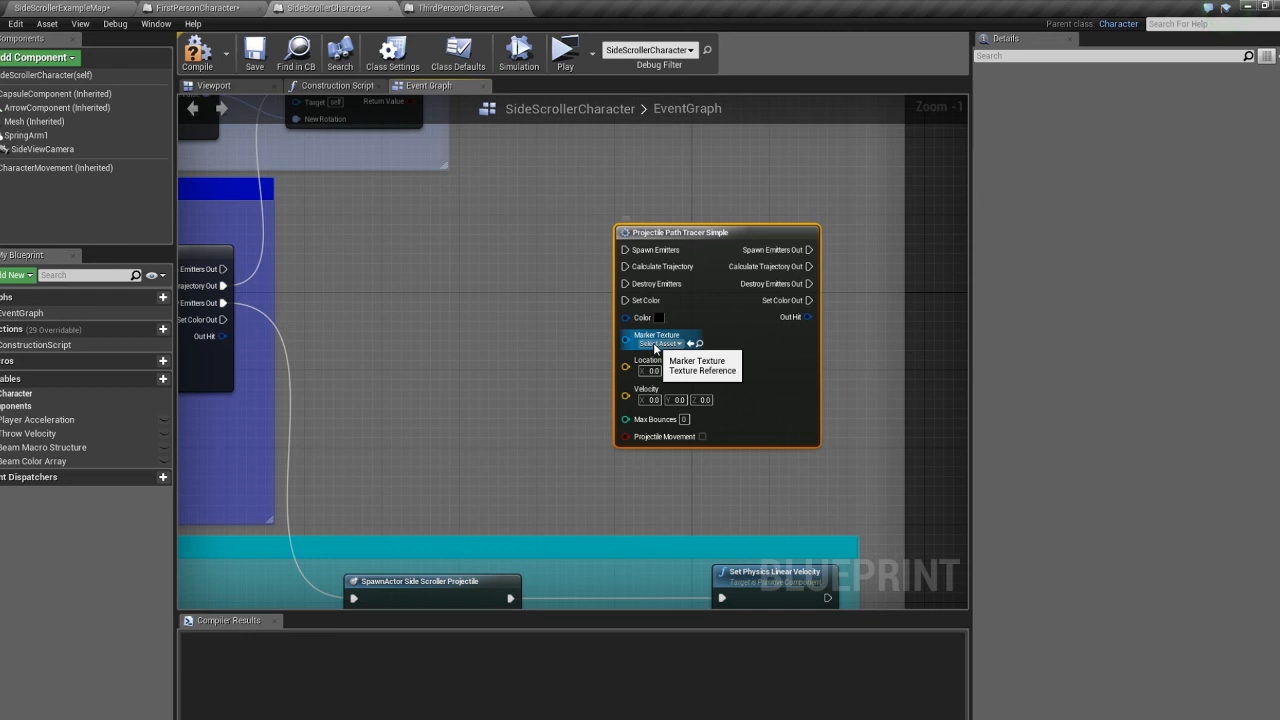 SideScrollerExampleMap*
FirstPersonCharacter*
SideScrollerCharacter*
ThirdPersonCharacter*
Edit Asset View Debug Window Help
Parent class: Character
Search For Help
Components
Add Component
SideScrollerCharacter(self)
CapsuleComponent (Inherited)
ArrowComponent (Inherited)
Mesh (Inherited)
SpringArm1
SideViewCamera
CharacterMovement (Inherited)
My Blueprint
Add New
Search
EventGraph
(29 Overridable)
ConstructionScript
Character
Player Acceleration
Throw Velocity
Beam Macro Structure
Beam Color Array
Event Dispatchers
Compile
Save
Find in CB
Search
Class Settings
Class Defaults
Simulation
Play
SideScrollerCharacter
Debug Filter
Viewport
Construction Script
Event Graph
SideScrollerCharacter > EventGraph
Zoom -1
Target self
Return Value
New Rotation
Emitters Out
Trajectory Out
Emitters Out
Set Color Out
Out Hit
Projectile Path Tracer Simple
Spawn Emitters
Spawn Emitters Out
Calculate Trajectory
Calculate Trajectory Out
Destroy Emitters
Destroy Emitters Out
Set Color
Set Color Out
Color
Out Hit
Marker Texture
Select Asset
Marker Texture
Texture Reference
Location
X 0.0
Velocity
X 0.0 Y 0.0 Z 0.0
Max Bounces 0
Projectile Movement
SpawnActor Side Scroller Projectile
Set Physics Linear Velocity
Target is Primitive Component
BLUEPRINT
Compiler Results
Details
Search